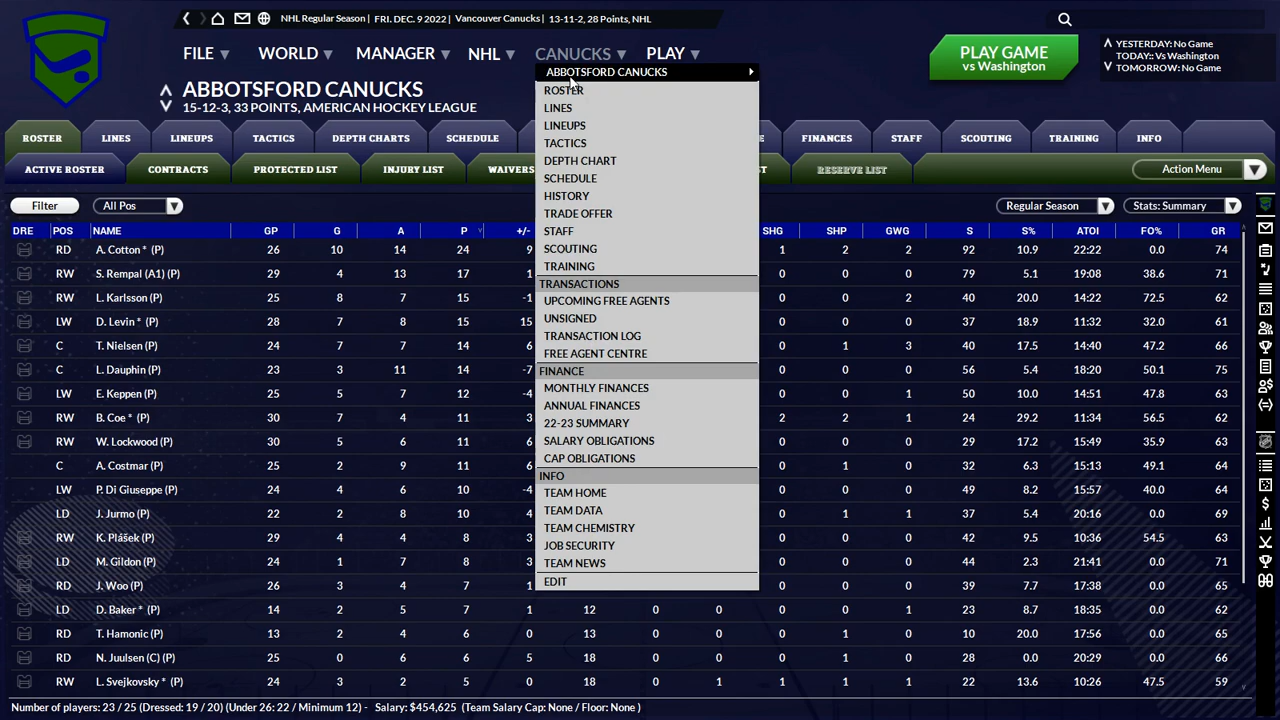 NHL Regular Season | FRI. DEC. 9 2022 | Vancouver Canucks | 13-11-2, 28 Points, NHL
FILE WORLD MANAGER NHL CANUCKS PLAY
PLAY GAME
vs Washington
YESTERDAY: No Game
TODAY:: Vs Washington
TOMORROW: No Game
ABBOTSFORD CANUCKS
15-12-3, 33 POINTS, AMERICAN HOCKEY LEAGUE
ABBOTSFORD CANUCKS
ROSTER
LINES
LINEUPS
TACTICS
DEPTH CHART
SCHEDULE
HISTORY
TRADE OFFER
STAFF
SCOUTING
TRAINING
TRANSACTIONS
UPCOMING FREE AGENTS
UNSIGNED
TRANSACTION LOG
FREE AGENT CENTRE
FINANCE
MONTHLY FINANCES
ANNUAL FINANCES
22-23 SUMMARY
SALARY OBLIGATIONS
CAP OBLIGATIONS
INFO
TEAM HOME
TEAM DATA
TEAM CHEMISTRY
JOB SECURITY
TEAM NEWS
EDIT
ROSTER LINES LINEUPS TACTICS DEPTH CHARTS SCHEDULE FINANCES STAFF SCOUTING TRAINING INFO
ACTIVE ROSTER CONTRACTS PROTECTED LIST INJURY LIST WAIVERS RESERVE LIST Action Menu
Filter All Pos Regular Season Stats: Summary
DRE POS NAME GP G A P +/- SHG SHP GWG S S% ATOI FO% GR
RD A. Cotton * (P) 26 10 14 24 9 1 2 2 92 10.9 22:22 0.0 74
RW S. Rempal (A1) (P) 29 4 13 17 1 0 0 0 79 5.1 19:08 38.6 71
RW L. Karlsson (P) 25 8 7 15 -1 0 0 2 40 20.0 14:22 72.5 62
LW D. Levin * (P) 28 7 8 15 15 0 0 0 37 18.9 11:32 32.0 61
C T. Nielsen (P) 24 7 7 14 6 0 1 3 40 17.5 14:40 47.2 66
C L. Dauphin (P) 23 3 11 14 -7 0 0 0 56 5.4 18:20 50.1 75
LW E. Keppen (P) 25 5 7 12 -4 0 0 1 50 10.0 14:51 47.8 63
RW B. Coe * (P) 30 7 4 11 3 2 2 1 24 29.2 11:34 56.5 62
RW W. Lockwood (P) 30 5 6 11 6 0 0 0 29 17.2 15:49 35.9 63
C A. Costmar (P) 25 2 9 11 6 0 1 0 32 6.3 15:13 49.1 64
LW P. Di Giuseppe (P) 24 4 6 10 -4 0 0 0 49 8.2 15:57 40.0 64
LD J. Jurmo (P) 22 2 8 10 4 0 1 0 37 5.4 20:16 0.0 69
RW K. Plášek (P) 29 4 4 8 3 0 0 2 42 9.5 10:36 54.5 63
LD M. Gildon (P) 24 1 7 8 3 0 0 0 44 2.3 21:41 0.0 71
RD J. Woo (P) 26 3 4 7 1 0 0 0 38 7.9 17:38 0.0 65
LD D. Baker * (P) 14 2 5 7 1 12 0 0 0 0 1 23 8.7 18:35 0.0 62
RD T. Hamonic (P) 13 2 4 6 0 13 0 0 0 1 0 10 20.0 17:56 0.0 65
RD N. Juulsen (C) (P) 25 0 6 6 5 18 0 0 0 1 0 28 0.0 20:29 0.0 66
RW L. Svejkovsky * (P) 24 3 2 5 0 18 0 1 1 1 1 22 13.6 10:26 47.5 59
Number of players: 23 / 25 (Dressed: 19 / 20) (Under 26: 22 / Minimum 12) - Salary: $454,625 (Team Salary Cap: None / Floor: None )